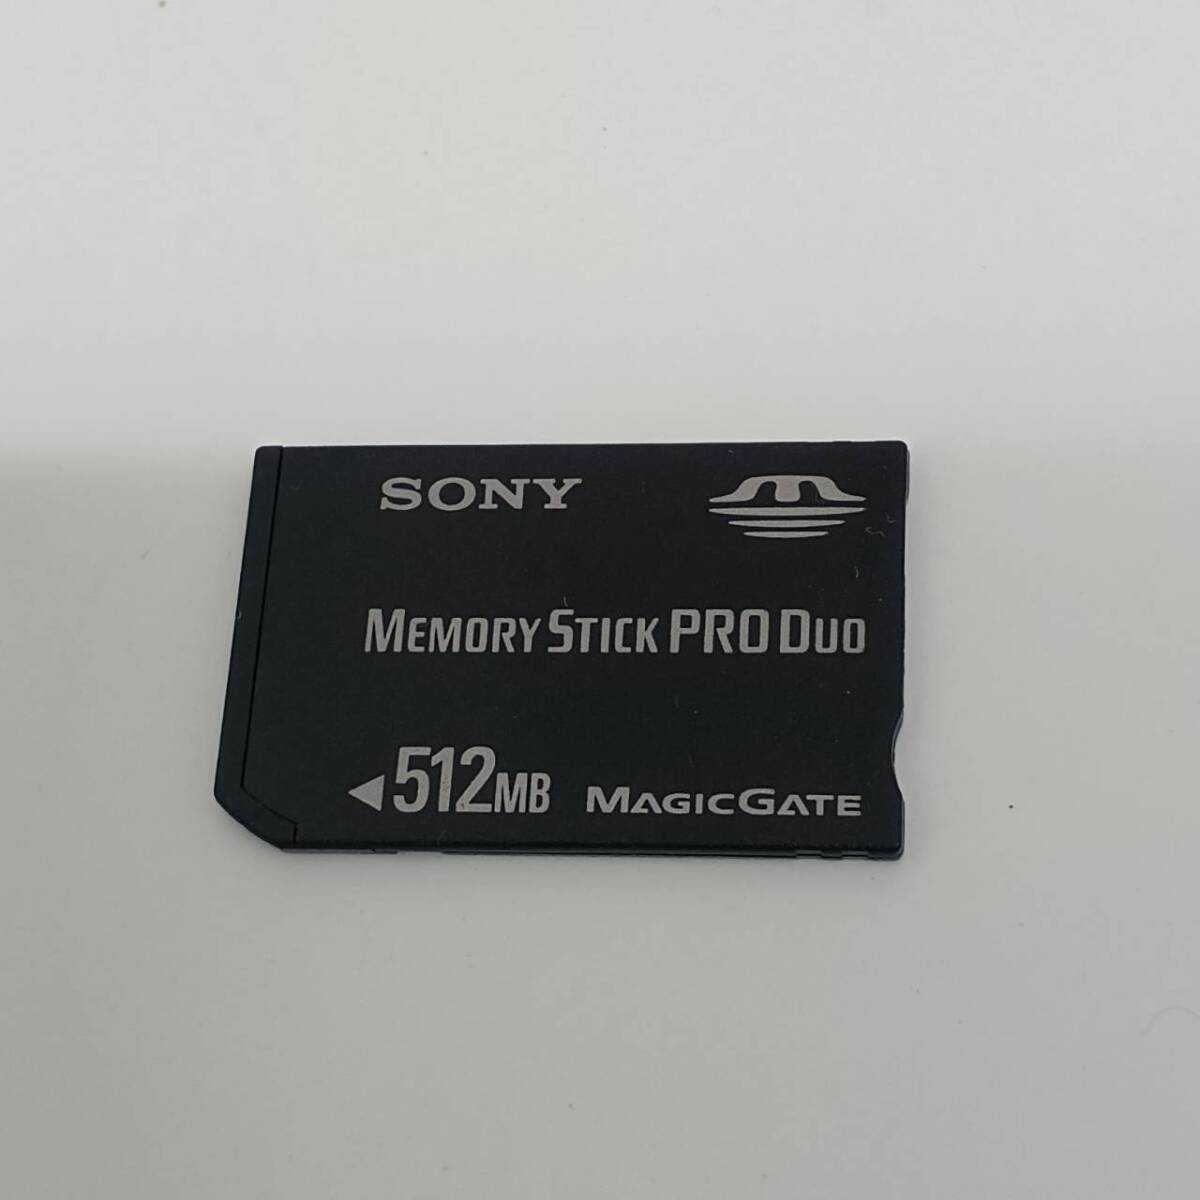 SONY
MEMORY STICK PRO DUO
◀512MB MAGICGATE